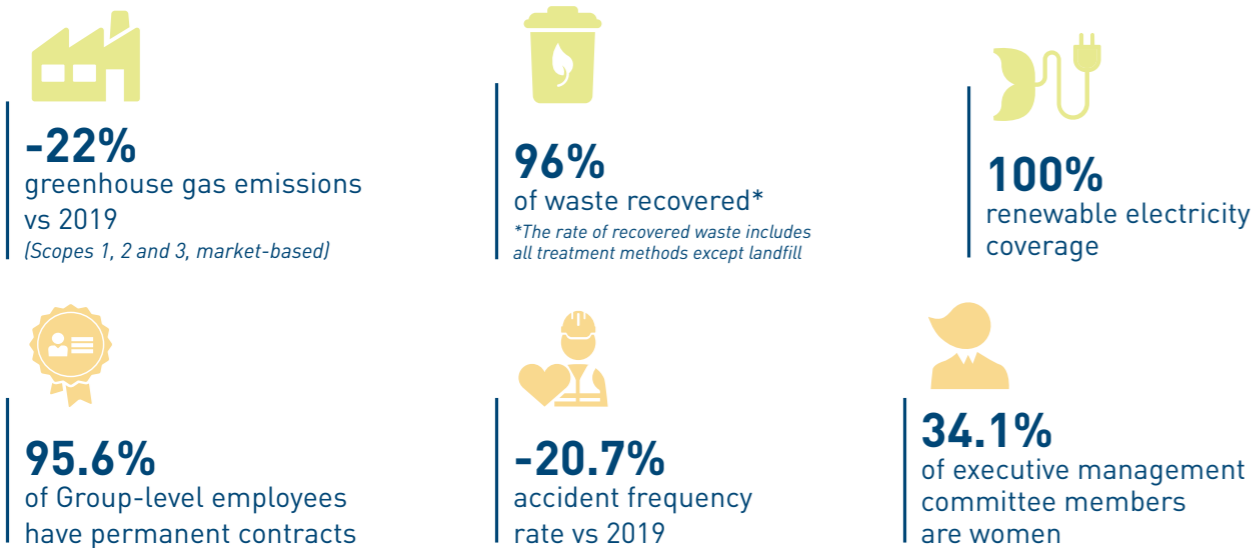 -22%
greenhouse gas emissions
vs 2019
(Scopes 1, 2 and 3, market-based)
96%
of waste recovered*
*The rate of recovered waste includes
all treatment methods except landfill
100%
renewable electricity
coverage
95.6%
of Group-level employees
have permanent contracts
-20.7%
accident frequency
rate vs 2019
34.1%
of executive management
committee members
are women